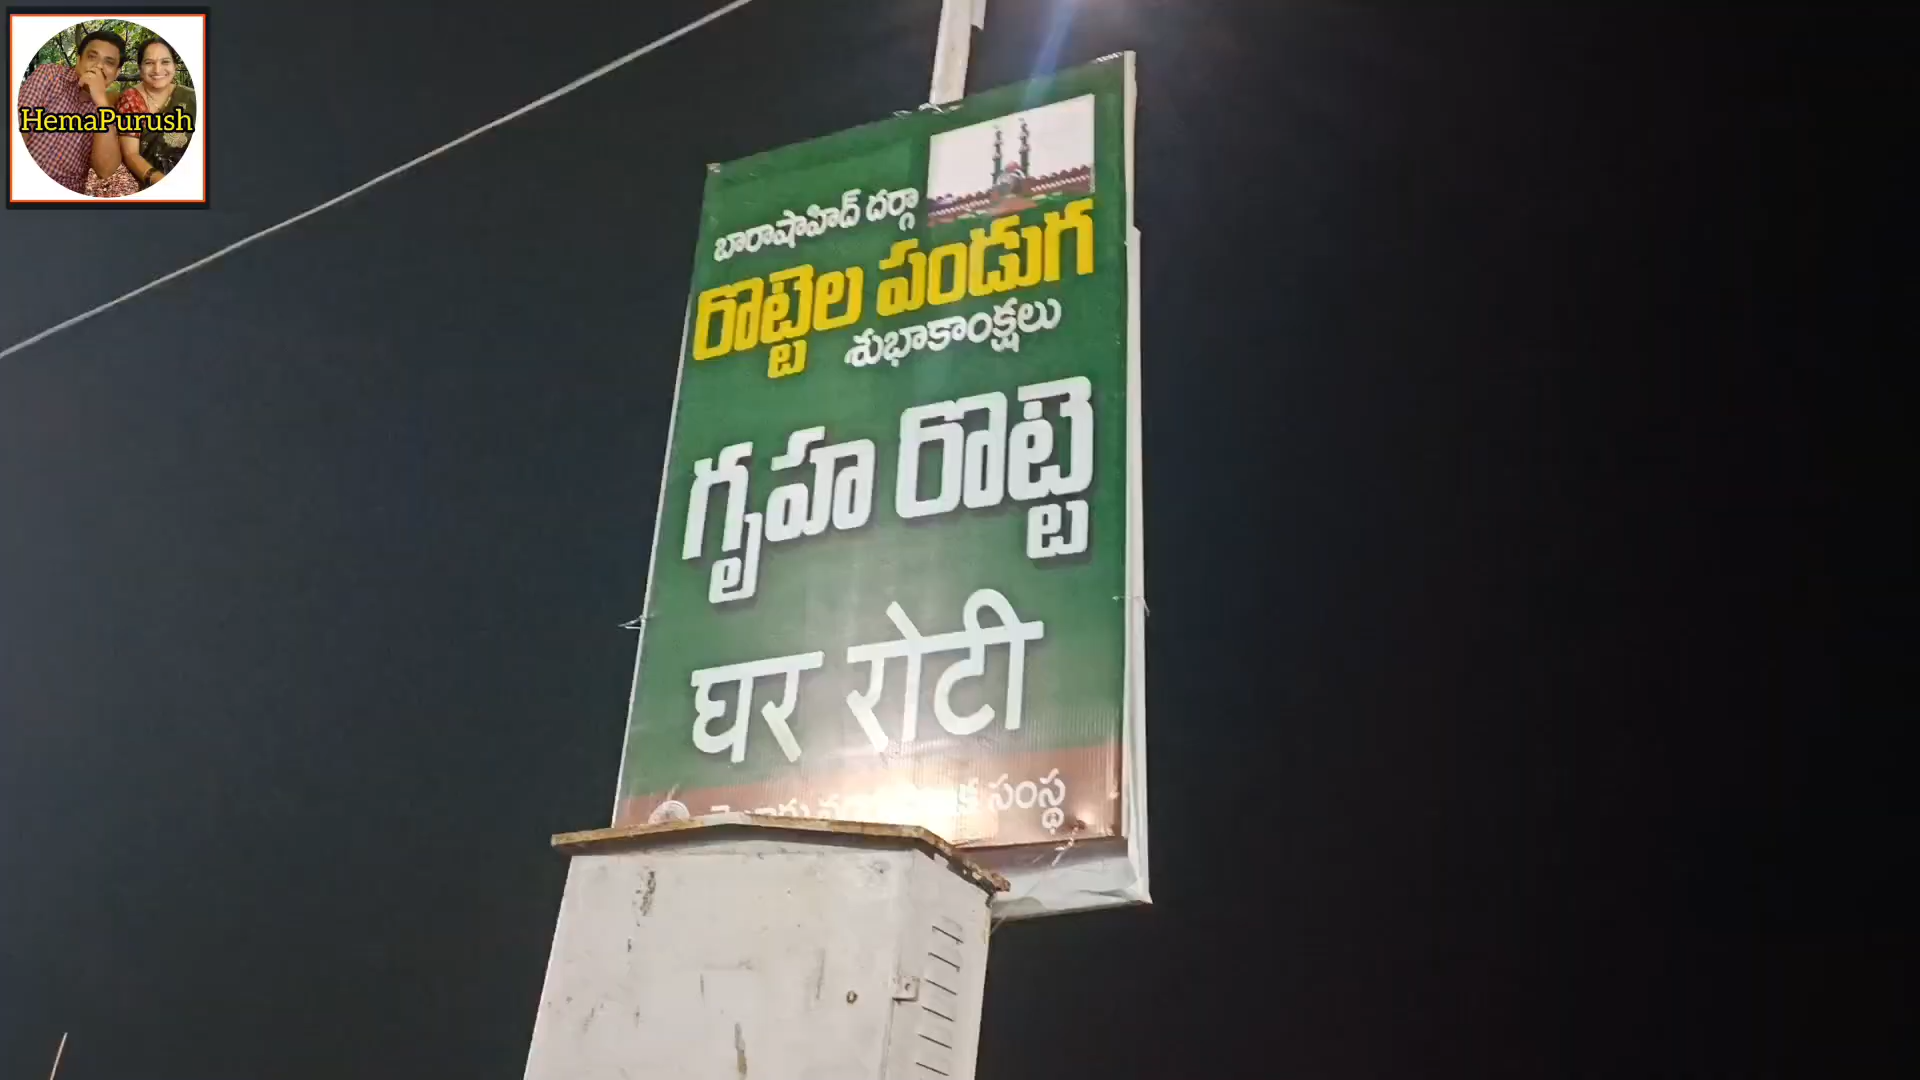 HemaPurush
బారాషాహిద్ దర్గా
రొట్టెల పండుగ
శుభాకాంక్షలు
గృహ రొట్టె
घर रोटी
సంస్థ